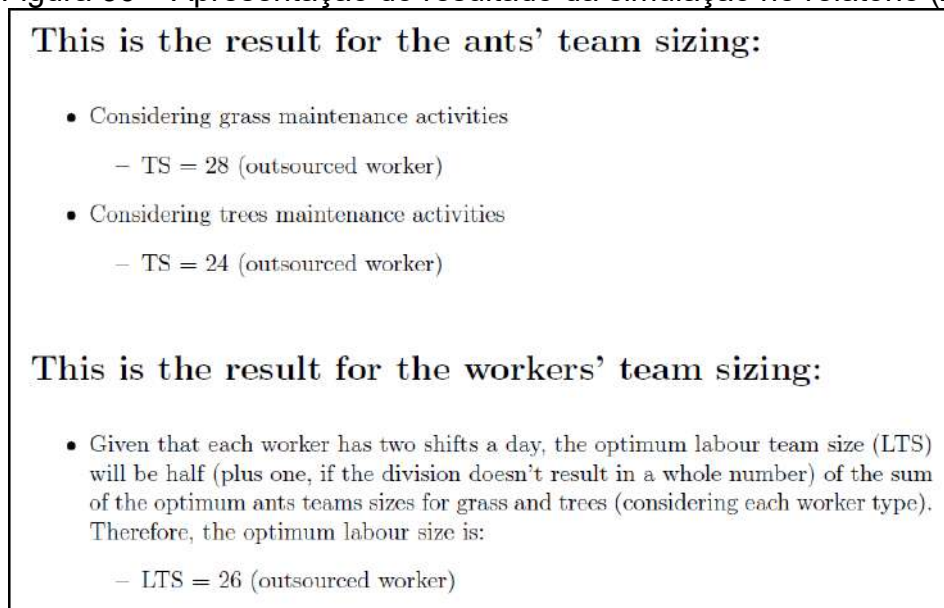 This is the result for the ants’ team sizing:
• Considering grass maintenance activities
– TS = 28 (outsourced worker)
• Considering trees maintenance activities
– TS = 24 (outsourced worker)
This is the result for the workers’ team sizing:
• Given that each worker has two shifts a day, the optimum labour team size (LTS)
will be half (plus one, if the division doesn’t result in a whole number) of the sum
of the optimum ants teams sizes for grass and trees (considering each worker type).
Therefore, the optimum labour size is:
– LTS = 26 (outsourced worker)